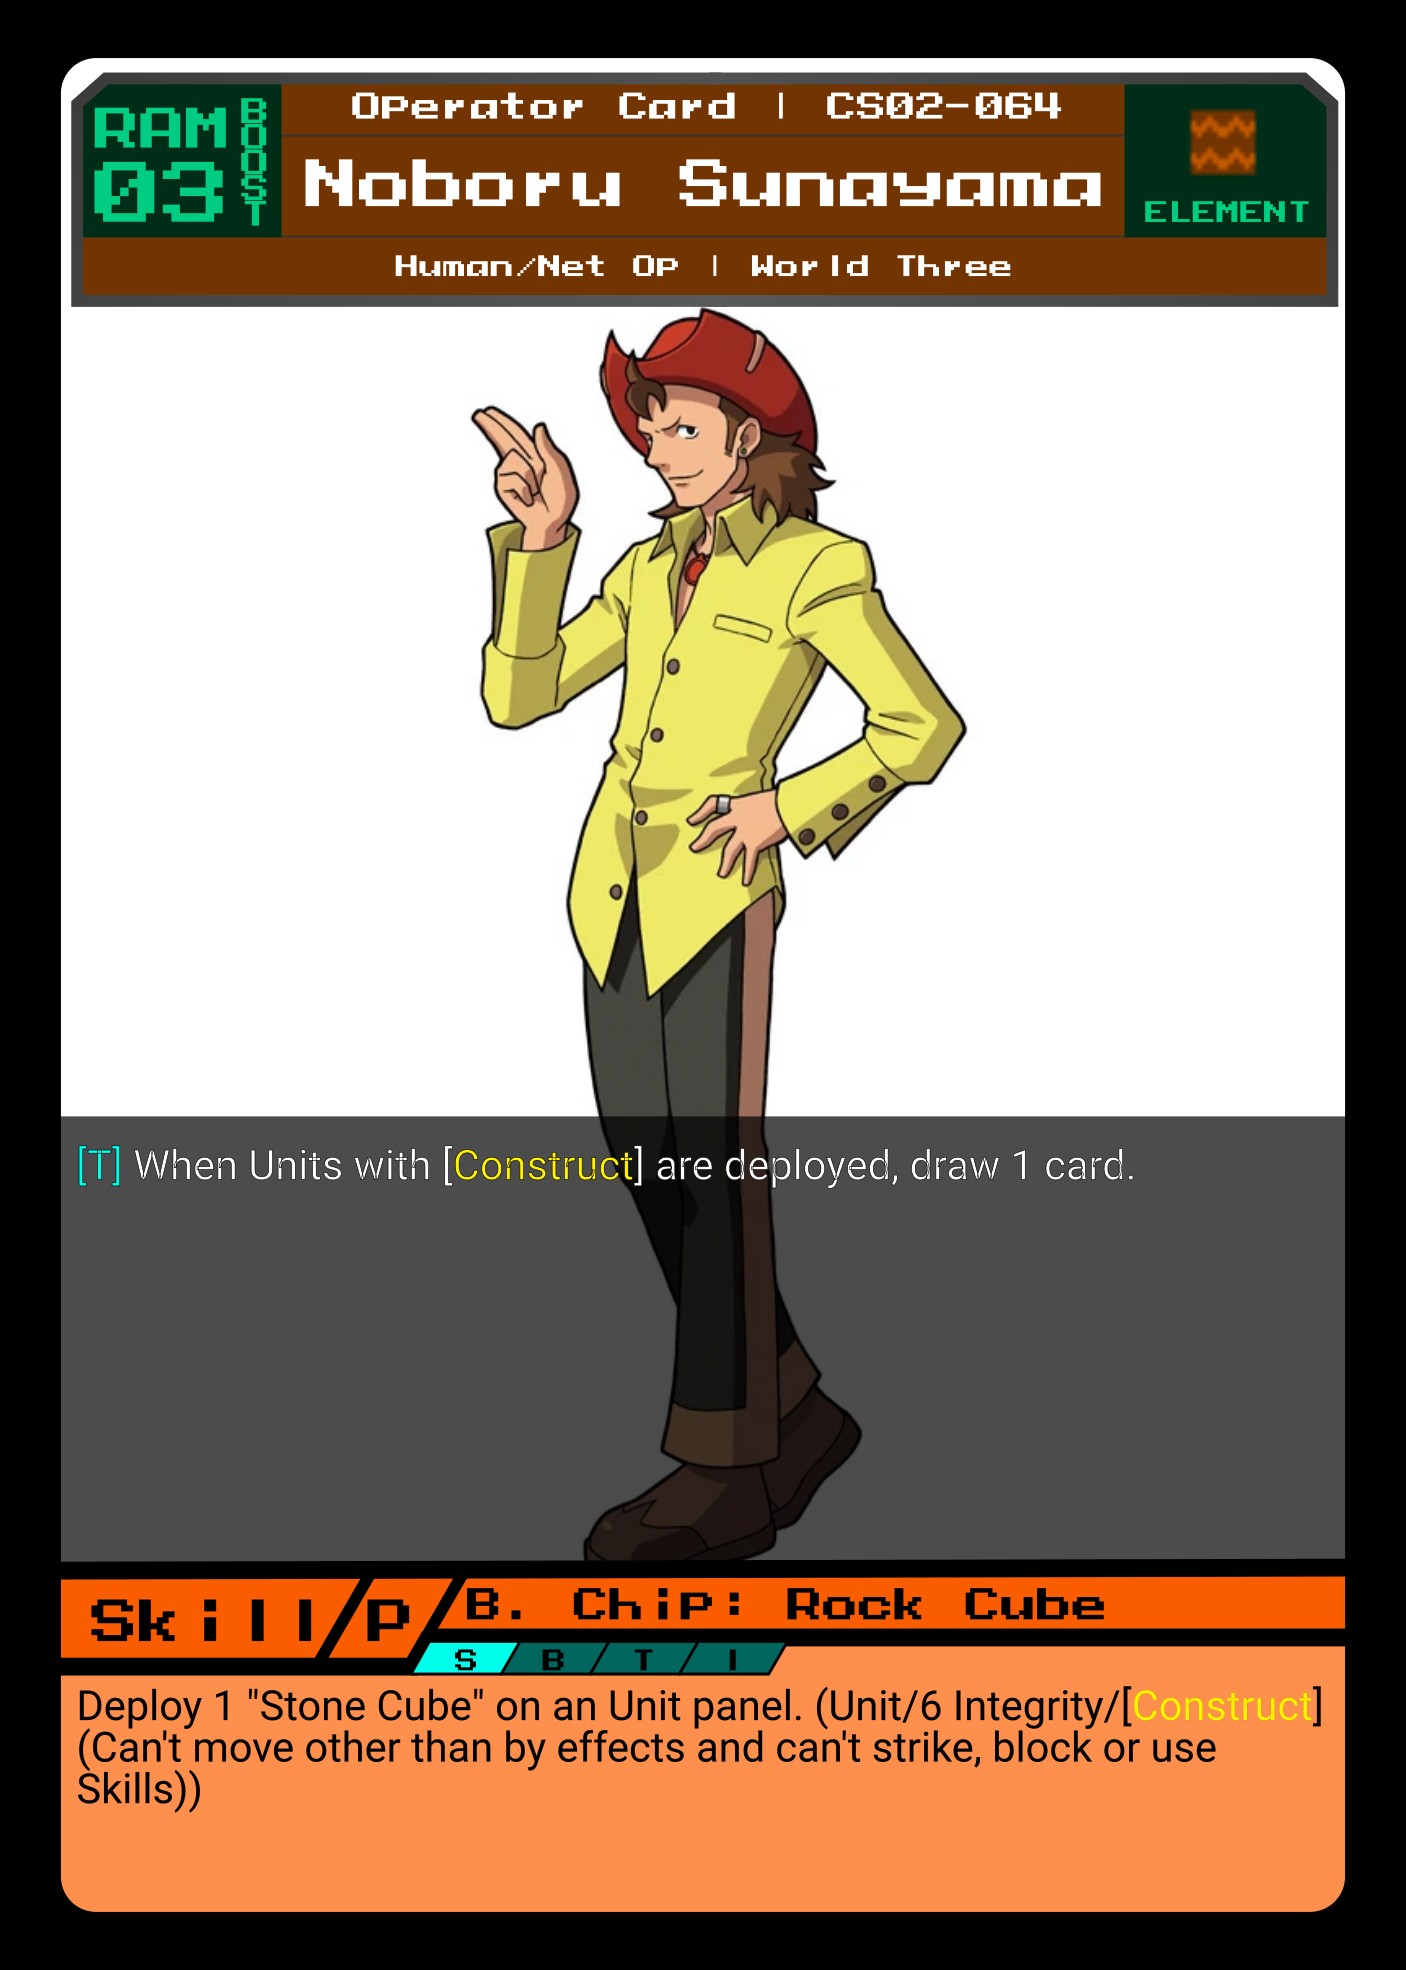 RAM
03
BOOST
Operator Card | CS02-064
Noboru Sunayama
ELEMENT
Human/Net Op | World Three
[T] When Units with [Construct] are deployed, draw 1 card.
Skill/P
B. Chip: Rock Cube
S B T I
Deploy 1 "Stone Cube" on an Unit panel. (Unit/6 Integrity/[Construct]
(Can't move other than by effects and can't strike, block or use
Skills))